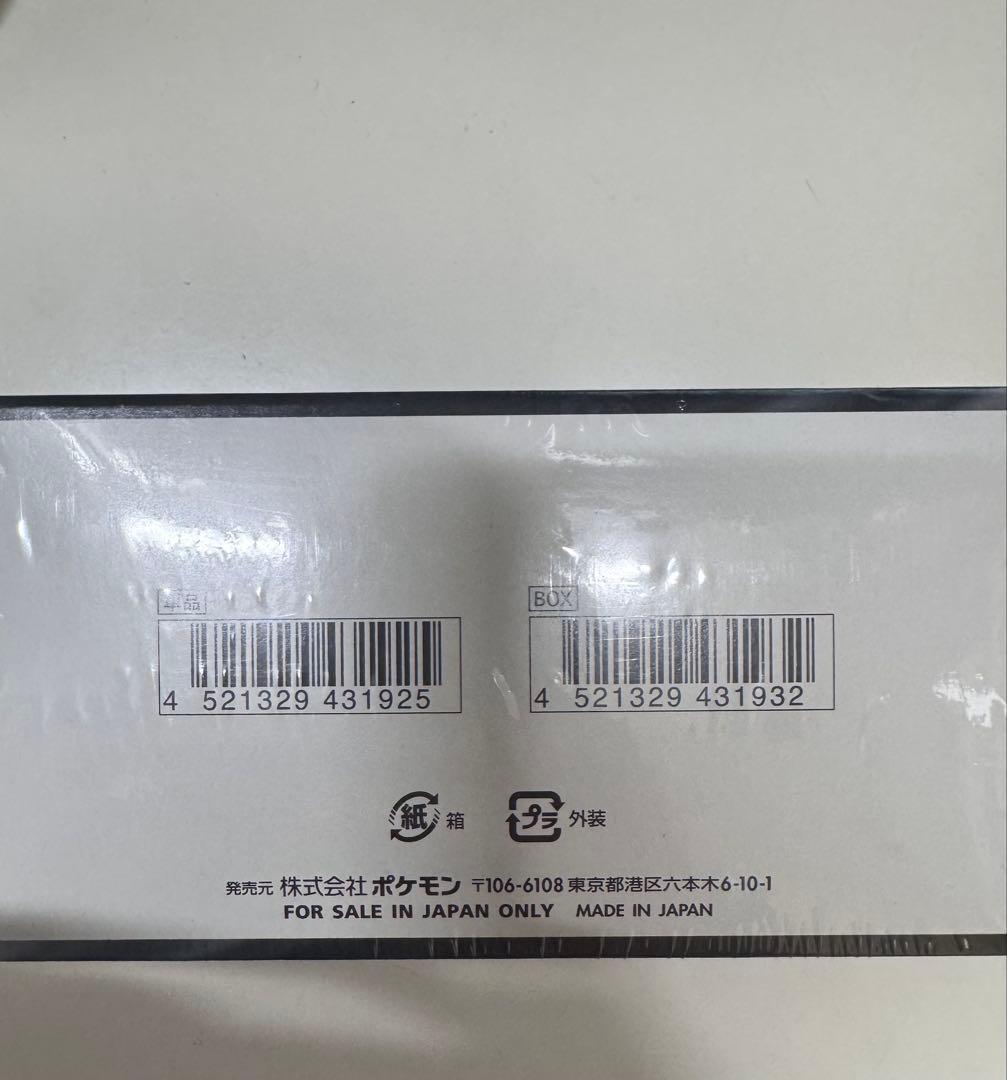 単品
BOX
4 521329 431925
4 521329 431932
紙 箱
プラ 外装
発売元 株式会社ポケモン 〒106-6108 東京都港区六本木6-10-1
FOR SALE IN JAPAN ONLY MADE IN JAPAN